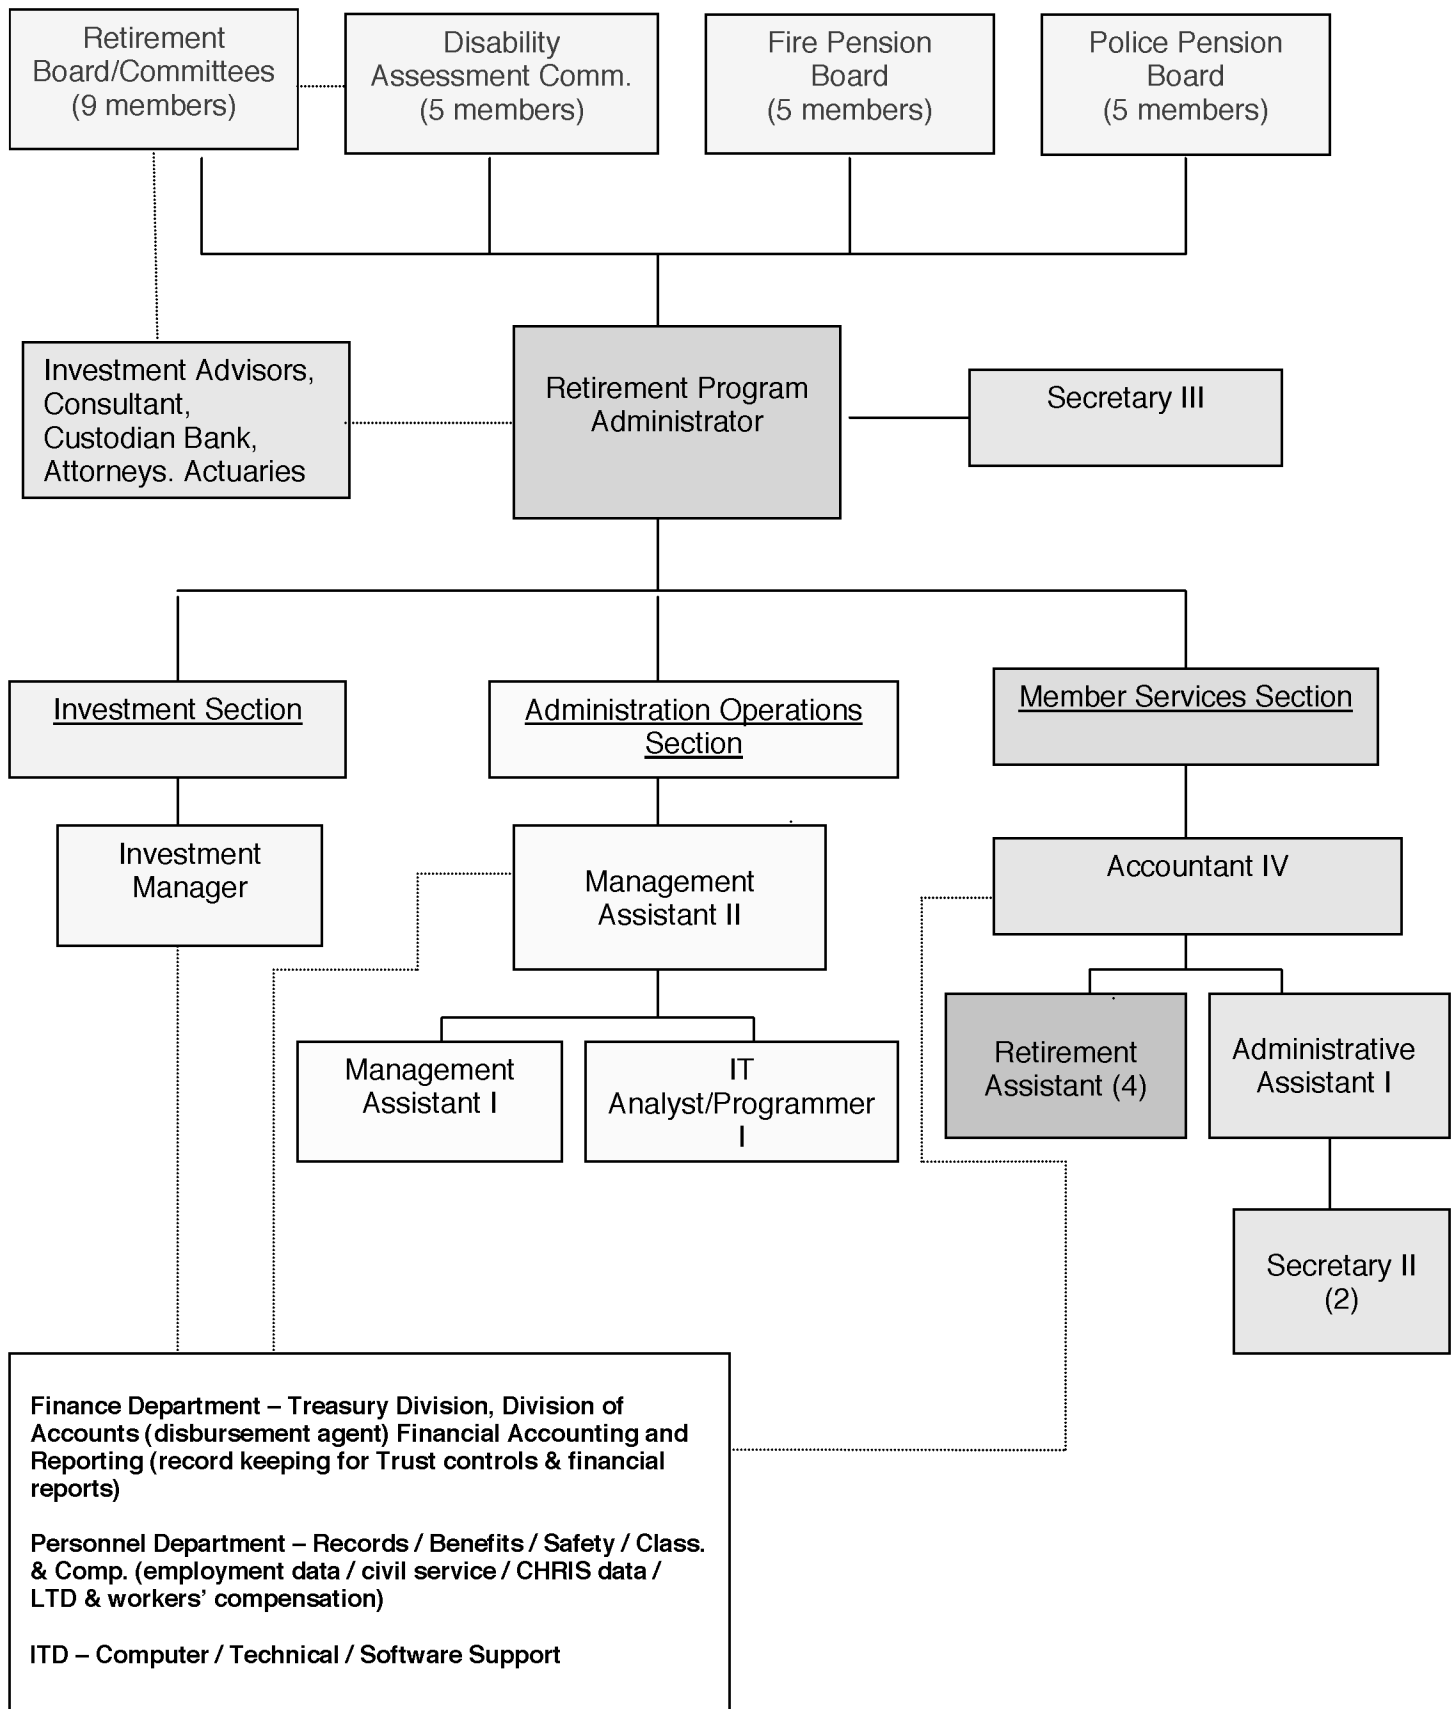 Retirement
Board/Committees
(9 members)
Disability
Assessment Comm.
(5 members)
Fire Pension
Board
(5 members)
Police Pension
Board
(5 members)
Investment Advisors,
Consultant,
Custodian Bank,
Attorneys. Actuaries
Retirement Program
Administrator
Secretary III
Investment Section
Administration Operations
Section
Member Services Section
Investment
Manager
Management
Assistant II
Accountant IV
Management
Assistant I
IT
Analyst/Programmer
I
Retirement
Assistant (4)
Administrative
Assistant I
Secretary II
(2)
Finance Department – Treasury Division, Division of
Accounts (disbursement agent) Financial Accounting and
Reporting (record keeping for Trust controls & financial
reports)
Personnel Department – Records / Benefits / Safety / Class.
& Comp. (employment data / civil service / CHRIS data /
LTD & workers’ compensation)
ITD – Computer / Technical / Software Support